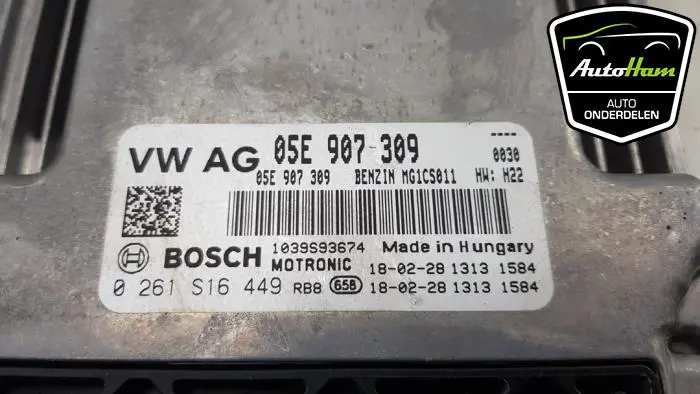 AutoHam
AUTO
ONDERDELEN
VW AG 05E 907 309 ----
0030
05E 907 309 BENZIN MG1CS011 HW: H22
BOSCH 1039S93674 Made in Hungary
MOTRONIC 18-02-28 1313 1584
0 261 S16 449 RB8 65B 18-02-28 1313 1584